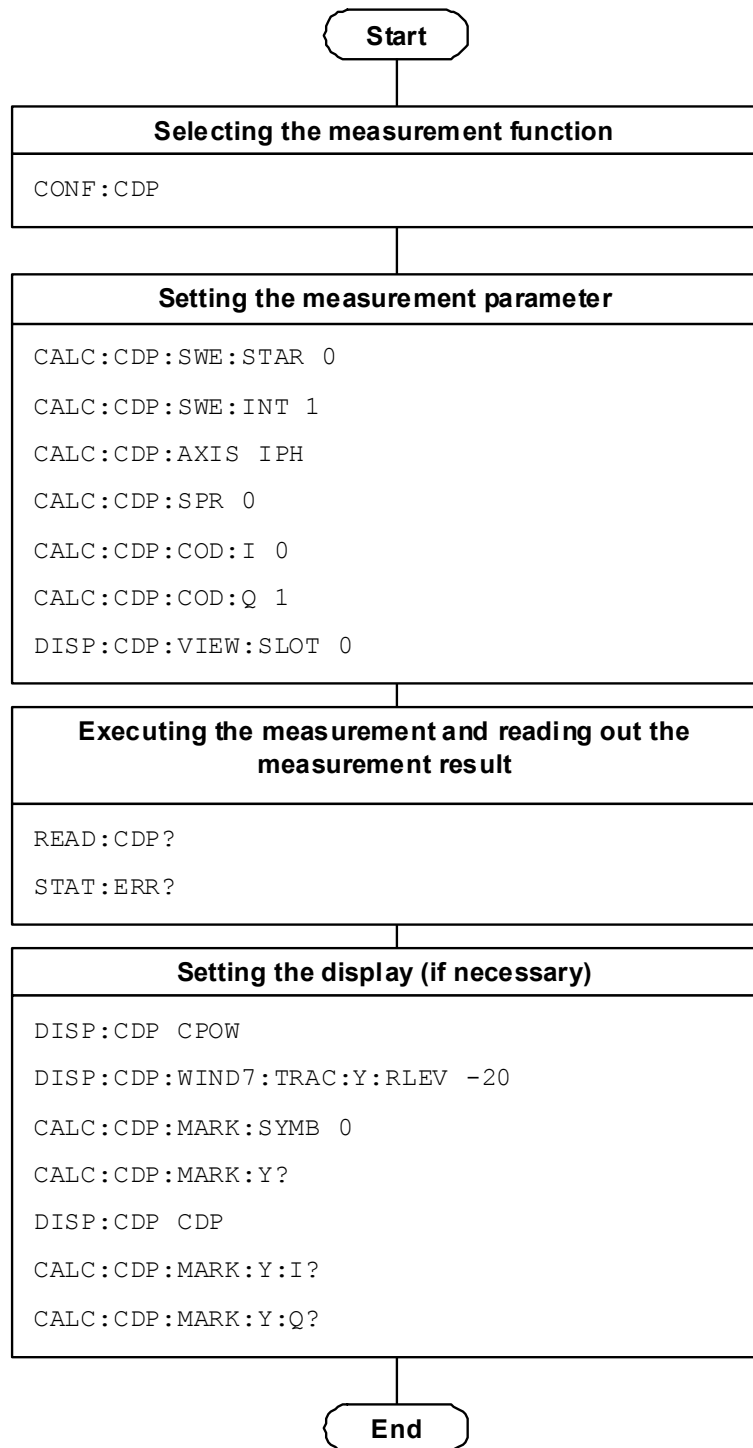 Start
Selecting the measurement function
CONF:CDP
Setting the measurement parameter
CALC:CDP:SWE:STAR 0
CALC:CDP:SWE:INT 1
CALC:CDP:AXIS IPH
CALC:CDP:SPR 0
CALC:CDP:COD:I 0
CALC:CDP:COD:Q 1
DISP:CDP:VIEW:SLOT 0
Executing the measurement and reading out the
measurement result
READ:CDP?
STAT:ERR?
Setting the display (if necessary)
DISP:CDP CPOW
DISP:CDP:WIND7:TRAC:Y:RLEV -20
CALC:CDP:MARK:SYMB 0
CALC:CDP:MARK:Y?
DISP:CDP CDP
CALC:CDP:MARK:Y:I?
CALC:CDP:MARK:Y:Q?
End